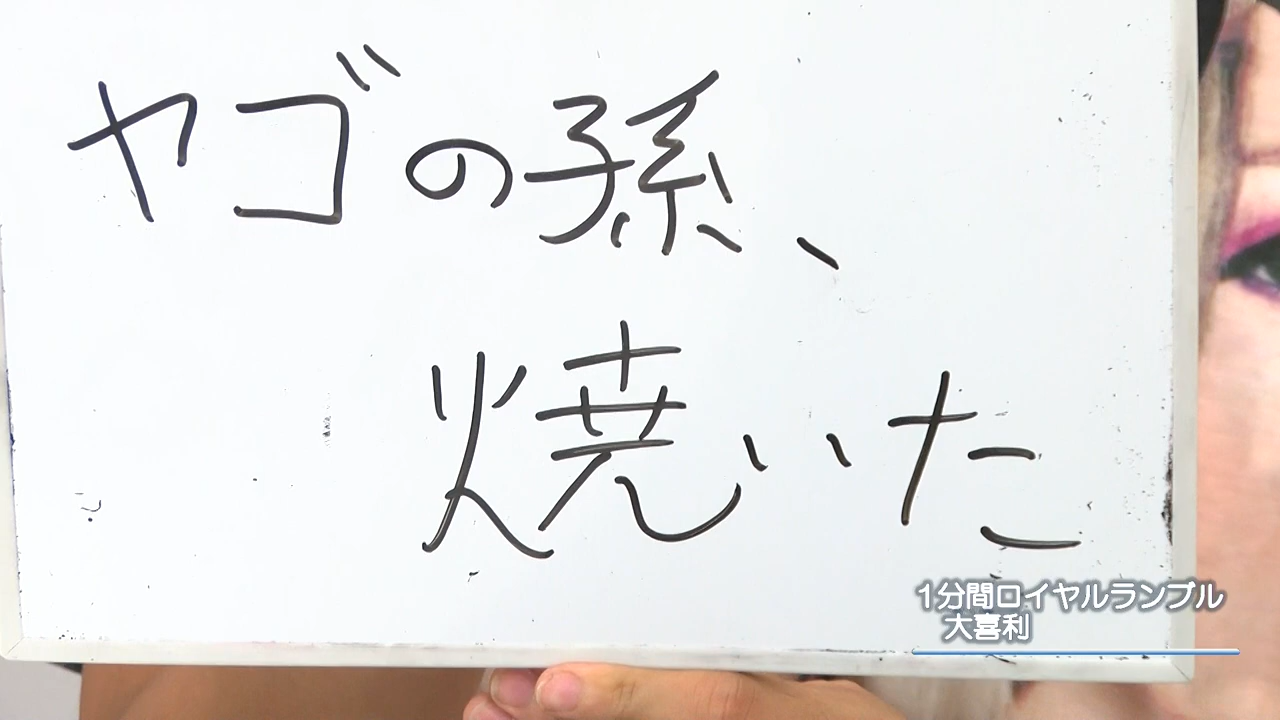 ヤゴの孫、
焼いた
1分間ロイヤルランブル
大喜利